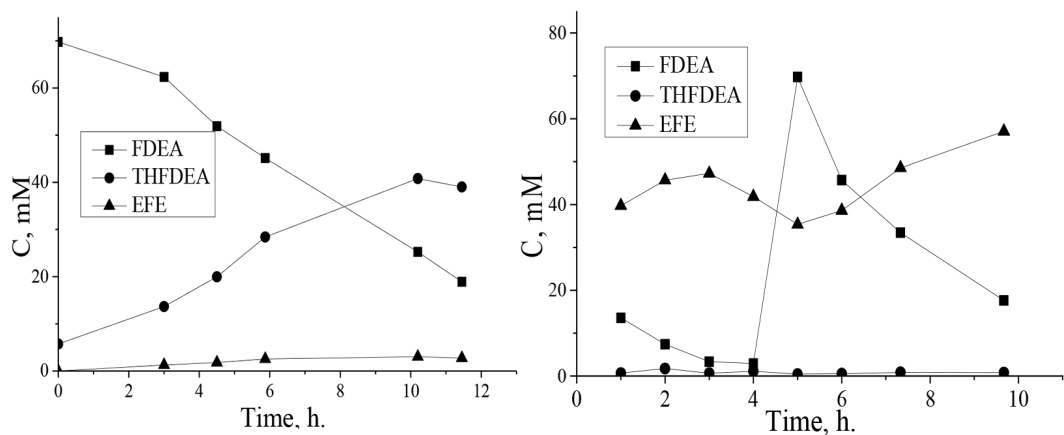 60
40
20
0
C, mM
FDEA
THFDEA
EFE
0 2 4 6 8 10 12
Time, h.
80
60
40
20
0
C, mM
FDEA
THFDEA
EFE
0 2 4 6 8 10
Time, h.